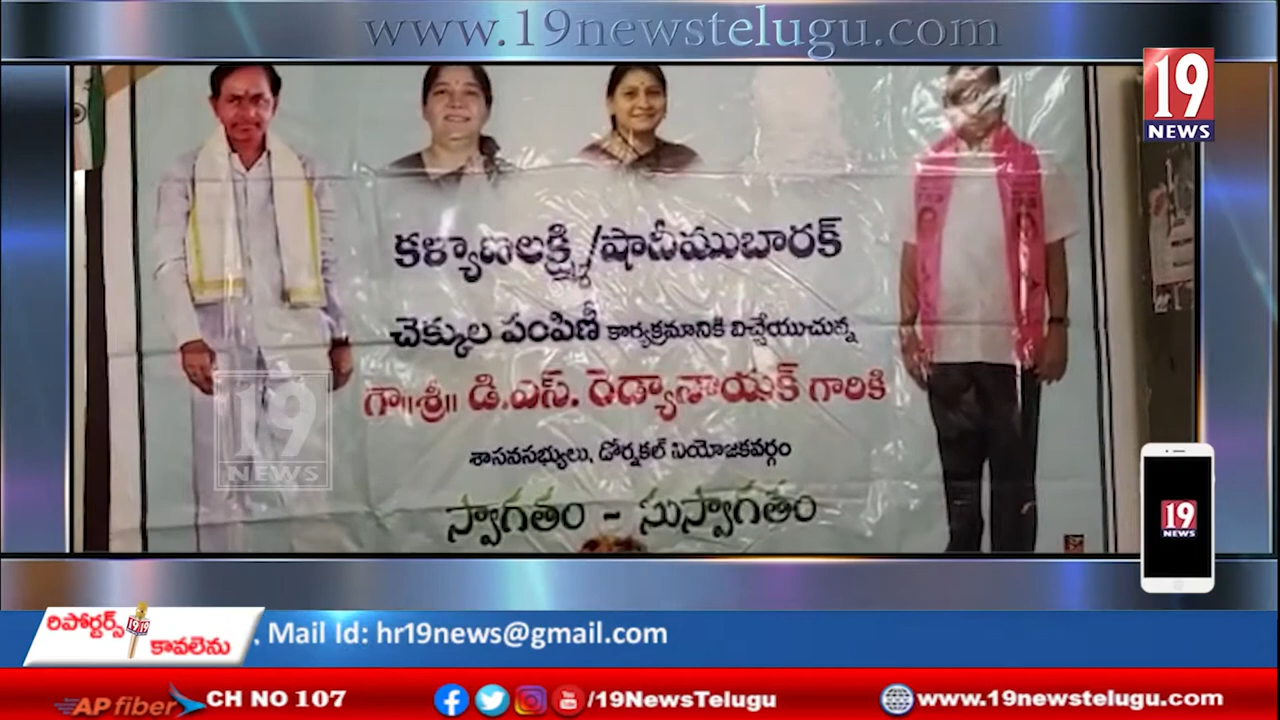 www.19newstelugu.com
19
NEWS
కళ్యాణలక్ష్మి/షాదీముబారక్
చెక్కుల పంపిణీ కార్యక్రమానికి విచ్చేయుచున్న
గౌ॥శ్రీ॥ డి.ఎస్. రెడ్యానాయక్ గారికి
శాసనసభ్యులు, డోర్నకల్ నియోజకవర్గం
స్వాగతం - సుస్వాగతం
19
NEWS
19
NEWS
రిపోర్టర్స్
కావలెను
, Mail Id: hr19news@gmail.com
AP fiber CH NO 107 /19NewsTelugu www.19newstelugu.com